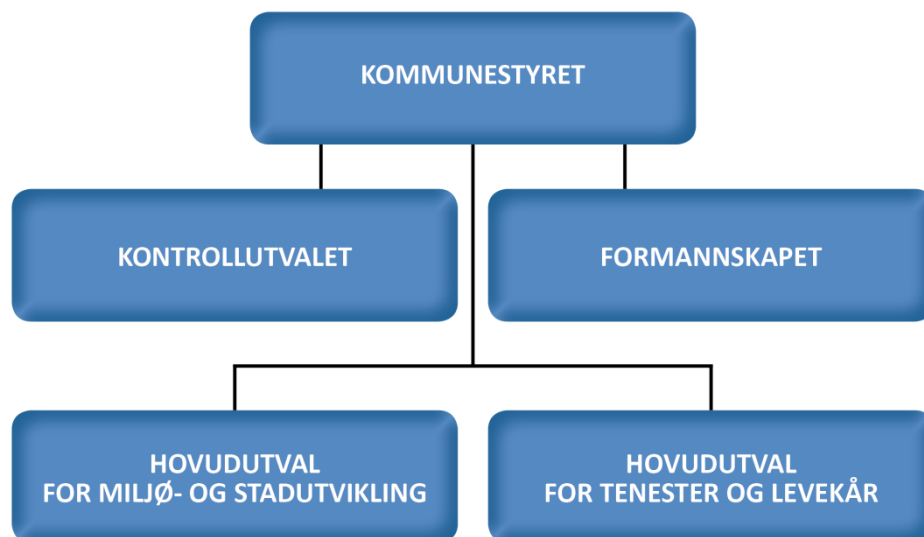 KOMMUNESTYRET
KONTROLLUTVALET
FORMANNSKAPET
HOVUDUTVAL
FOR MILJØ- OG STADUTVIKLING
HOVUDUTVAL
FOR TENESTER OG LEVEKÅR